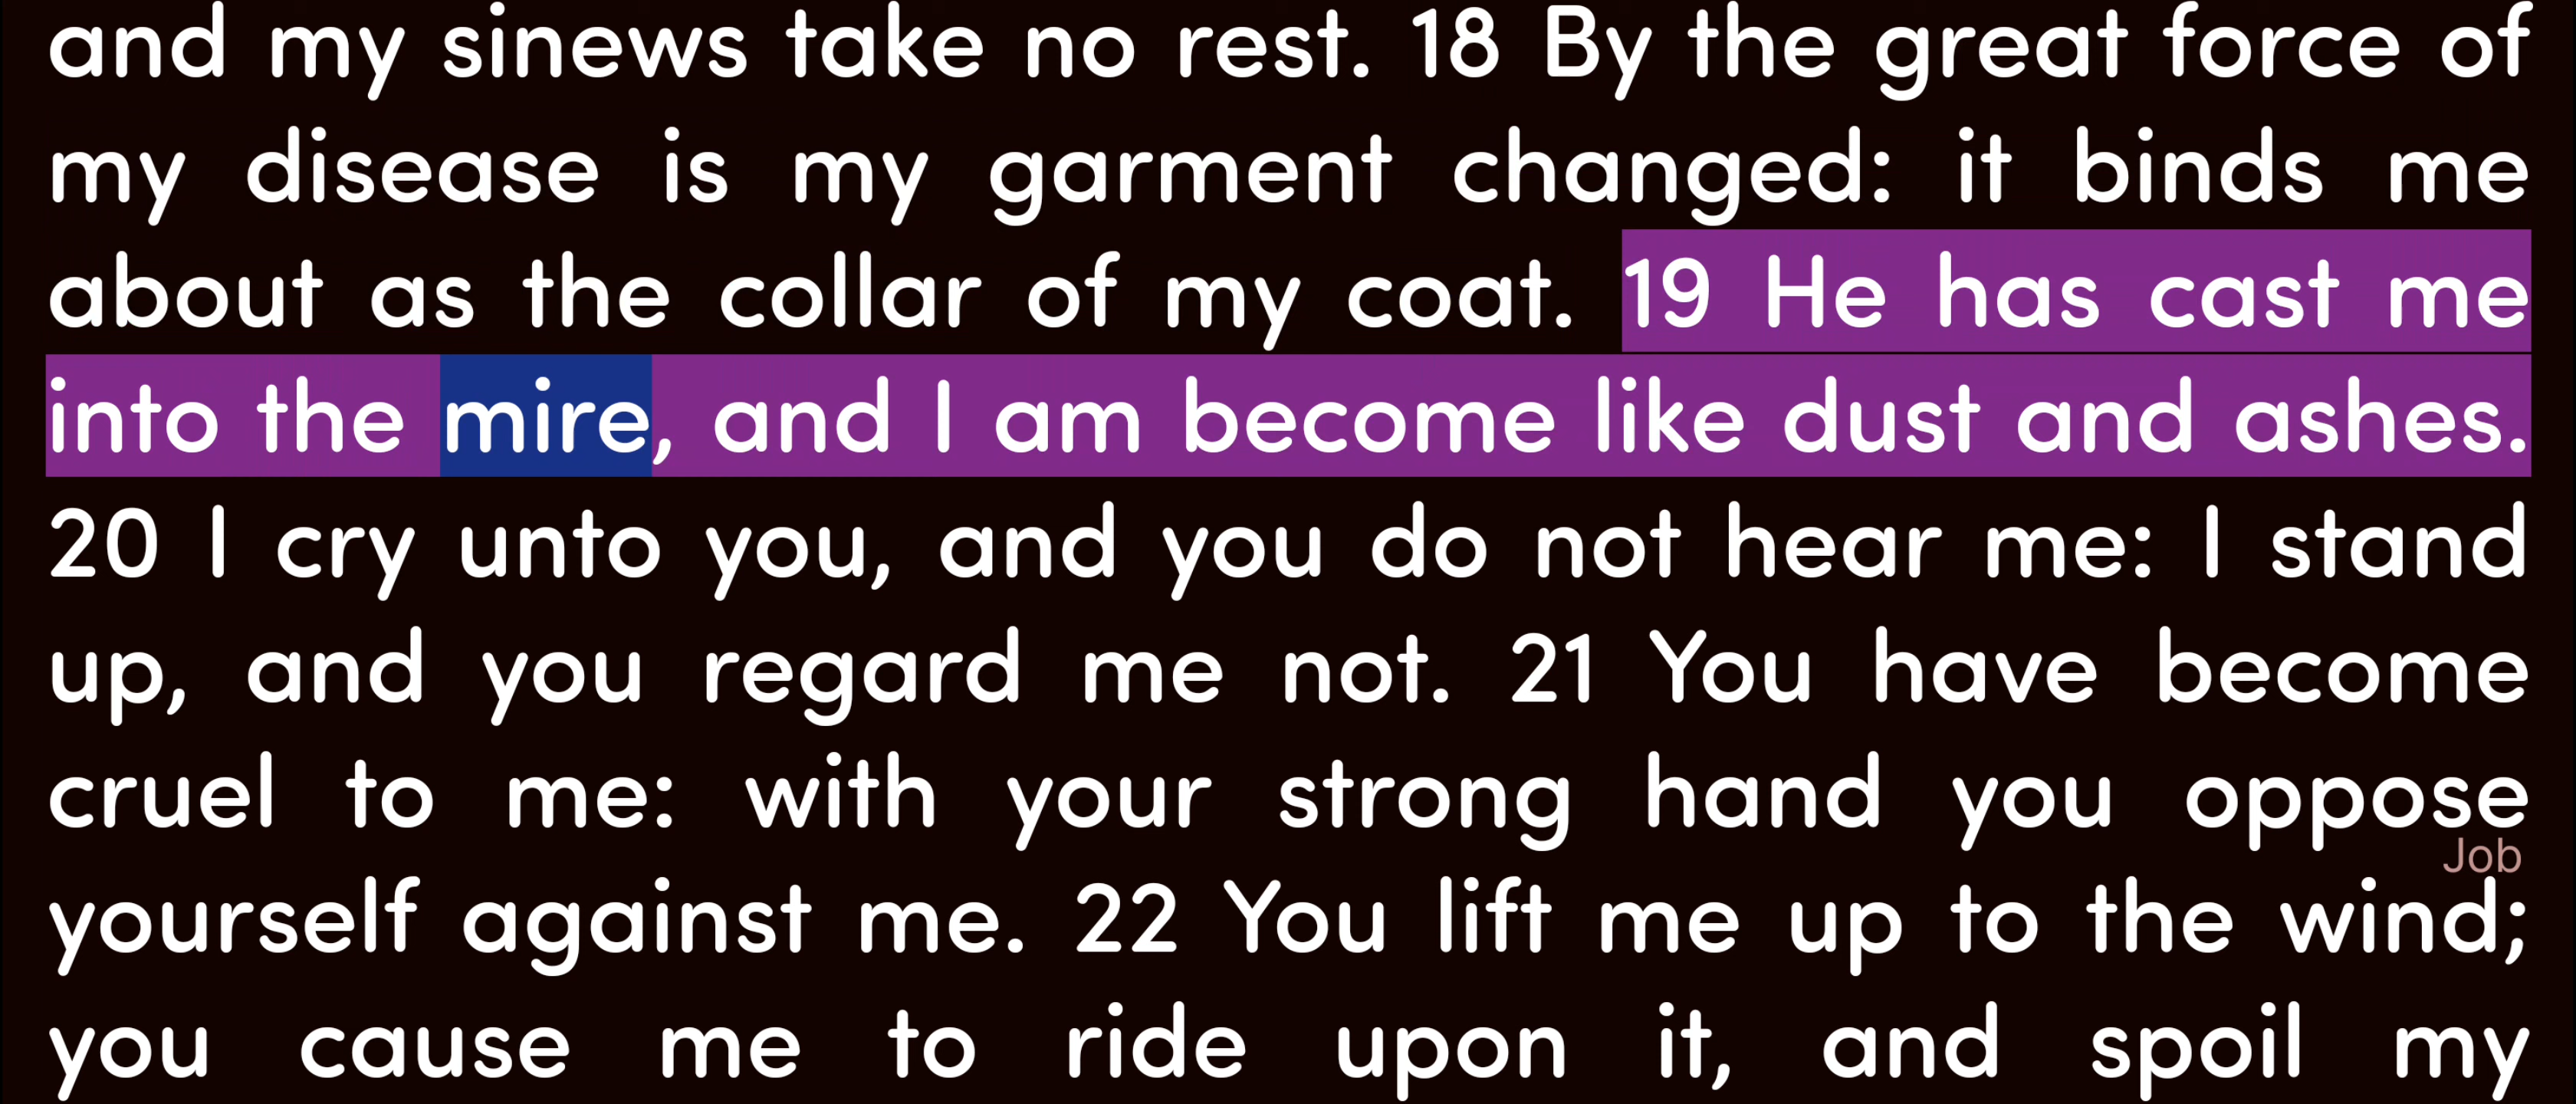 and my sinews take no rest. 18 By the great force of
my disease is my garment changed: it binds me
about as the collar of my coat. 19 He has cast me
into the mire, and I am become like dust and ashes.
20 I cry unto you, and you do not hear me: I stand
up, and you regard me not. 21 You have become
cruel to me: with your strong hand you oppose
Job
yourself against me. 22 You lift me up to the wind;
you cause me to ride upon it, and spoil my